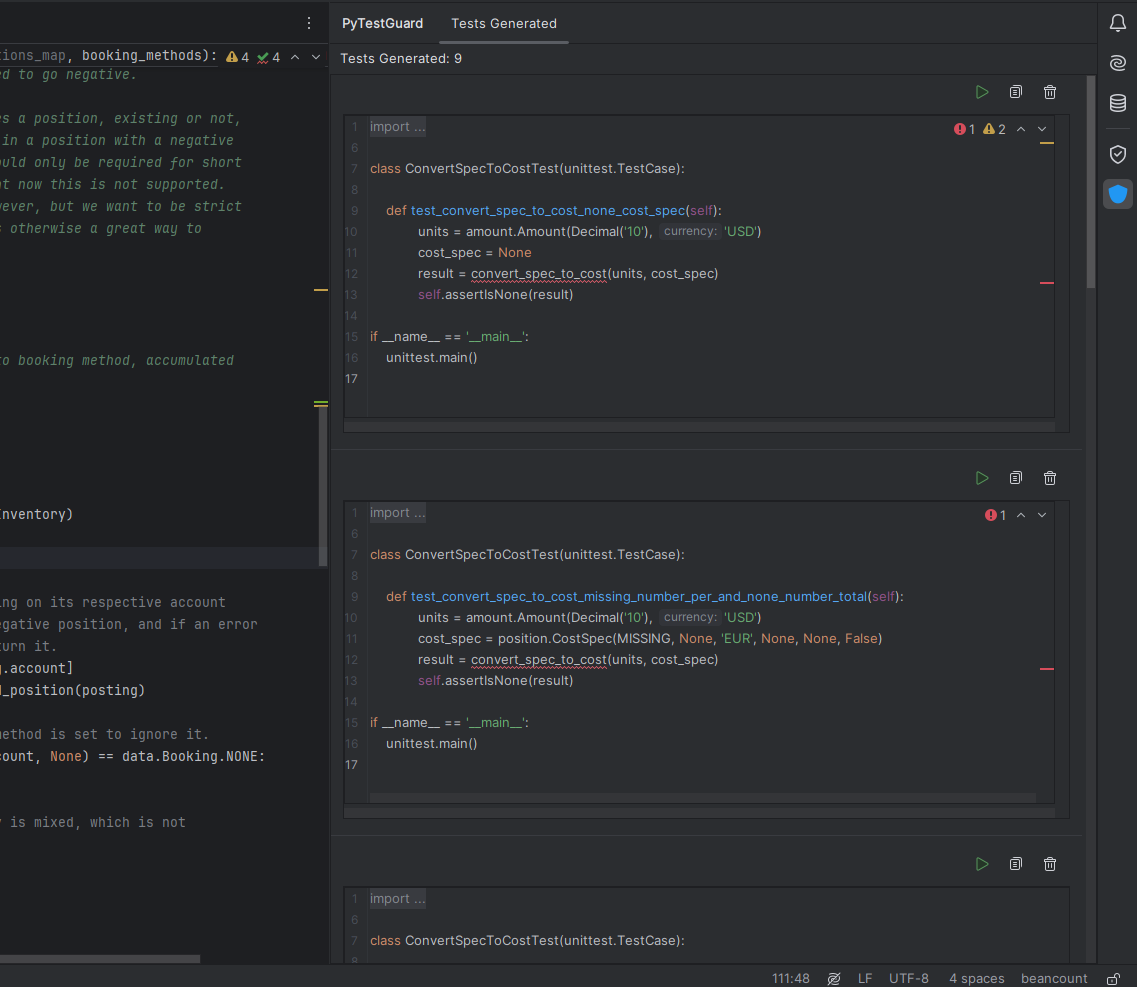 PyTestGuard Tests Generated
tions_map, booking_methods): 4 4
ed to go negative.
es a position, existing or not,
in a position with a negative
ould only be required for short
t now this is not supported.
ever, but we want to be strict
s otherwise a great way to
to booking method, accumulated
Inventory)
ing on its respective account
egative position, and if an error
turn it.
g.account]
d_position(posting)
method is set to ignore it.
count, None) == data.Booking.NONE:
y is mixed, which is not
Tests Generated: 9
1 import ... 1 2
6
7 class ConvertSpecToCostTest(unittest.TestCase):
8
9 def test_convert_spec_to_cost_none_cost_spec(self):
10 units = amount.Amount(Decimal('10'), currency: 'USD')
11 cost_spec = None
12 result = convert_spec_to_cost(units, cost_spec)
13 self.assertIsNone(result)
14
15 if __name__ == '__main__':
16 unittest.main()
17
1 import ... 1
6
7 class ConvertSpecToCostTest(unittest.TestCase):
8
9 def test_convert_spec_to_cost_missing_number_per_and_none_number_total(self):
10 units = amount.Amount(Decimal('10'), currency: 'USD')
11 cost_spec = position.CostSpec(MISSING, None, 'EUR', None, None, False)
12 result = convert_spec_to_cost(units, cost_spec)
13 self.assertIsNone(result)
14
15 if __name__ == '__main__':
16 unittest.main()
17
1 import ...
6
7 class ConvertSpecToCostTest(unittest.TestCase):
8
111:48 LF UTF-8 4 spaces beancount